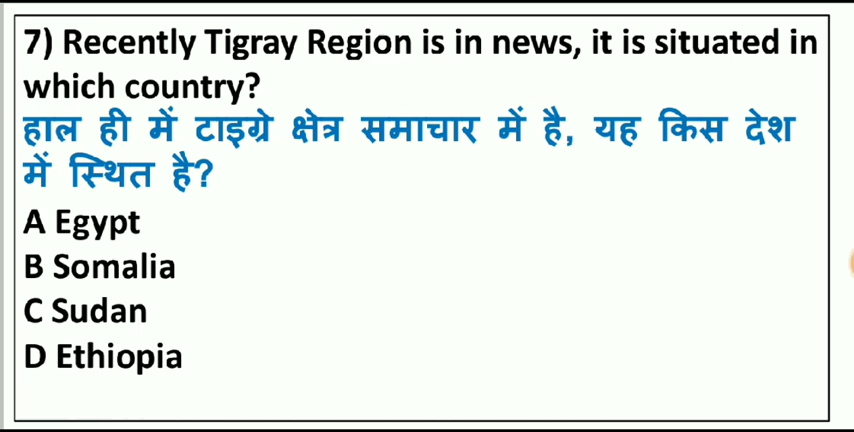 7) Recently Tigray Region is in news, it is situated in
which country?
हाल ही में टाइग्रे क्षेत्र समाचार में है, यह किस देश
में स्थित है?
A Egypt
B Somalia
C Sudan
D Ethiopia